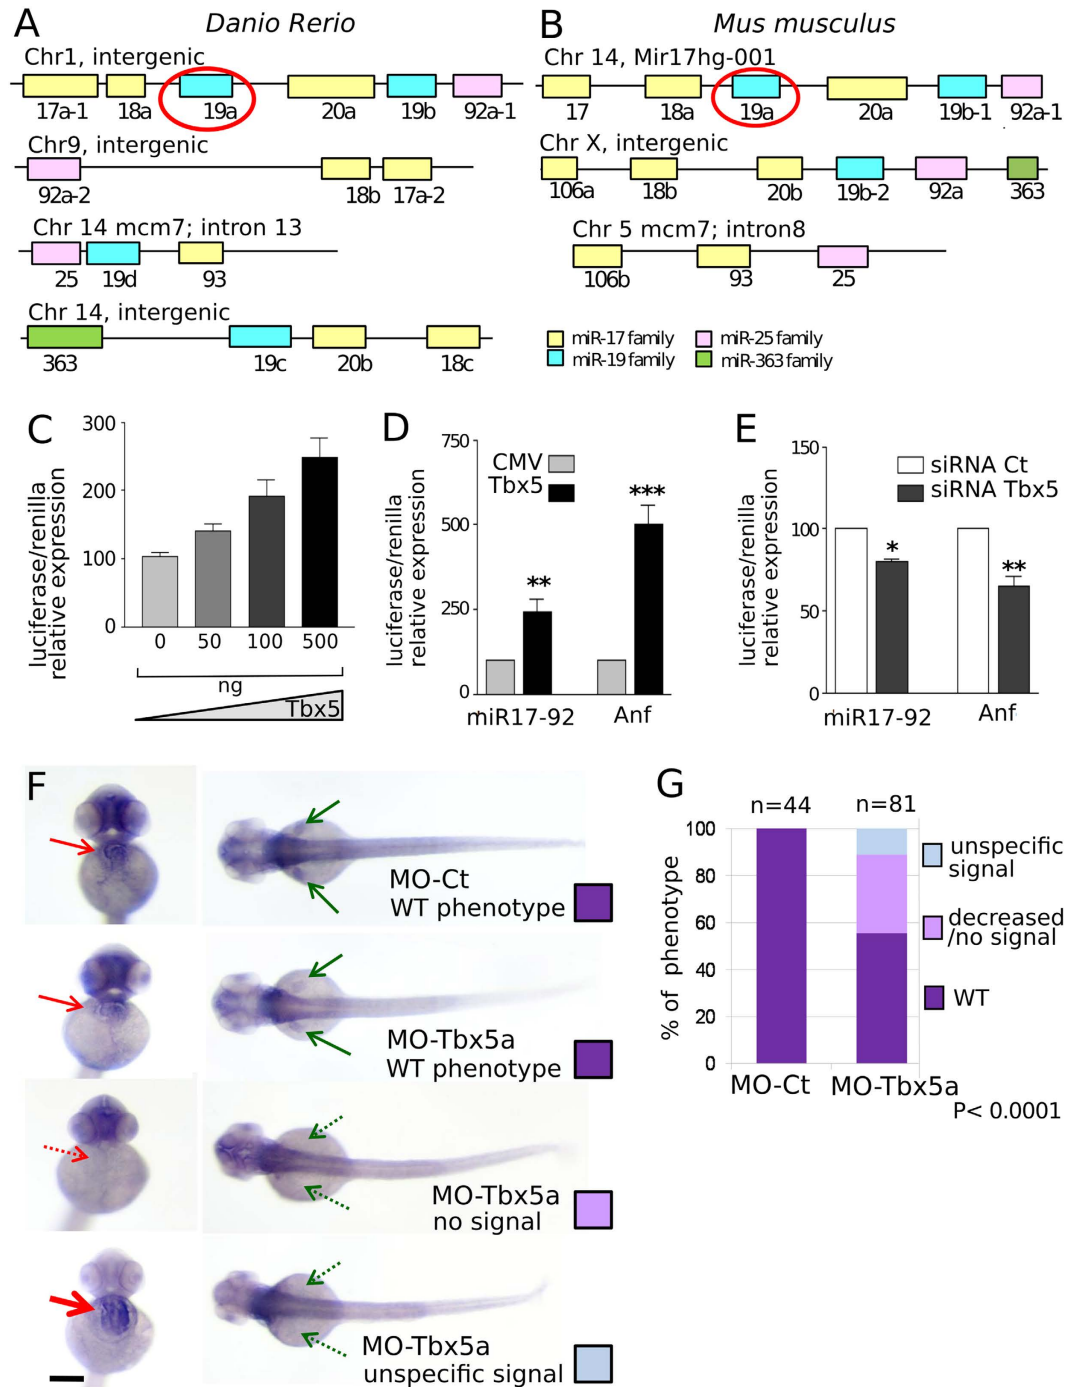 A
Danio Rerio
Chr1, intergenic
17a-1 18a 19a 20a 19b 92a-1
Chr9, intergenic
92a-2 18b 17a-2
Chr 14 mcm7; intron 13
25 19d 93
Chr 14, intergenic
363 19c 20b 18c
B
Mus musculus
Chr 14, Mir17hg-001
17 18a 19a 20a 19b-1 92a-1
Chr X, intergenic
106a 18b 20b 19b-2 92a 363
Chr 5 mcm7; intron8
106b 93 25
miR-17 family
miR-25 family
miR-19 family
miR-363 family
C
luciferase/renilla
relative expression
300
200
100
0
0 50 100 500
ng
Tbx5
D
luciferase/renilla
relative expression
750
500
250
0
CMV
Tbx5
**
***
miR17-92 Anf
E
luciferase/renilla
relative expression
150
100
50
0
siRNA Ct
siRNA Tbx5
*
**
miR17-92 Anf
F
MO-Ct
WT phenotype
MO-Tbx5a
WT phenotype
MO-Tbx5a
no signal
MO-Tbx5a
unspecific signal
G
n=44 n=81
% of phenotype
100
80
60
40
20
0
MO-Ct MO-Tbx5a
unspecific
signal
decreased
/no signal
WT
P< 0.0001